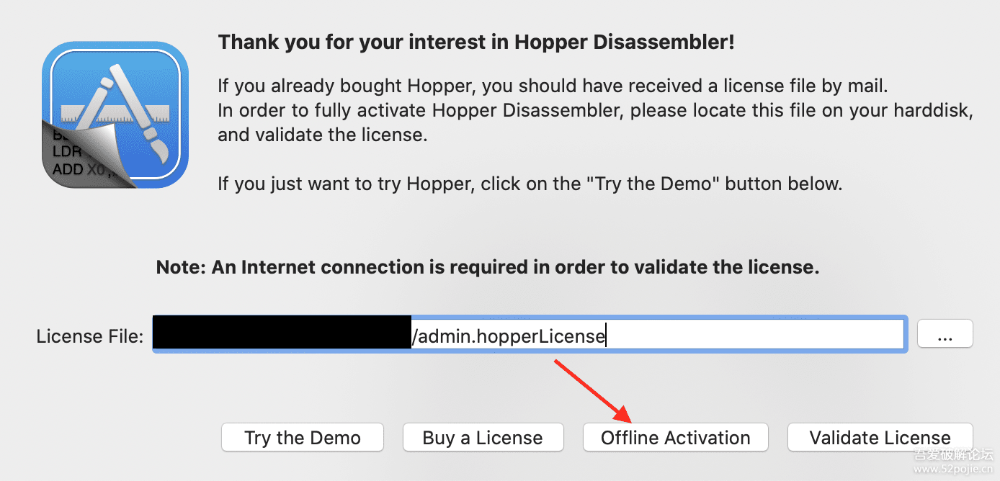 Thank you for your interest in Hopper Disassembler!
If you already bought Hopper, you should have received a license file by mail.
In order to fully activate Hopper Disassembler, please locate this file on your harddisk,
and validate the license.
If you just want to try Hopper, click on the "Try the Demo" button below.
LDR
ADD X0,
Note: An Internet connection is required in order to validate the license.
License File: /admin.hopperLicense ...
Try the Demo Buy a License Offline Activation Validate License
吾爱破解论坛
www.52pojie.cn